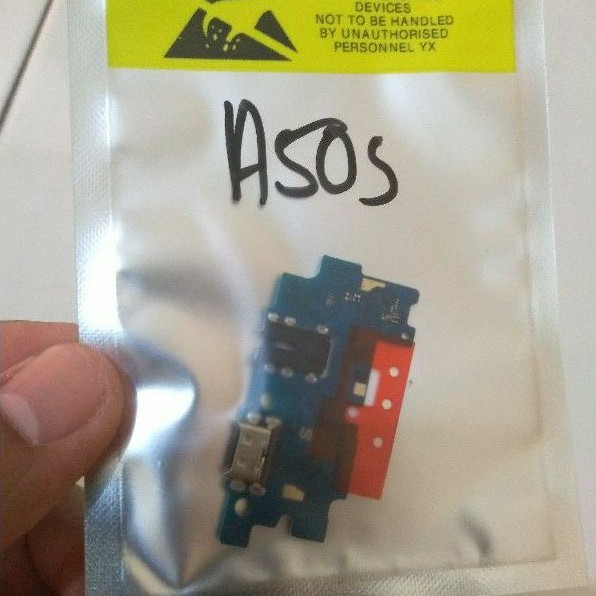 DEVICES
NOT TO BE HANDLED
BY UNAUTHORISED
PERSONNEL YX
A50s